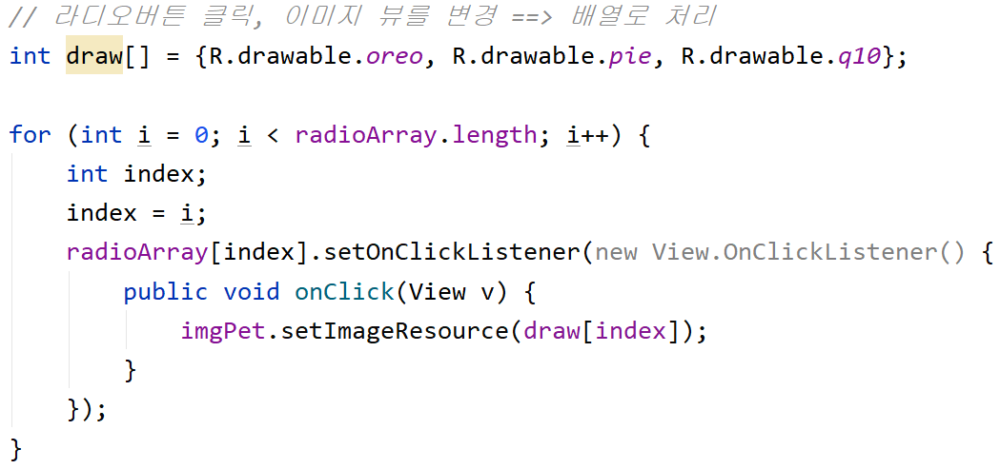 // 라디오버튼 클릭, 이미지 뷰를 변경 ==> 배열로 처리
int draw[] = {R.drawable.oreo, R.drawable.pie, R.drawable.q10};
for (int i = 0; i < radioArray.length; i++) {
int index;
index = i;
radioArray[index].setOnClickListener(new View.OnClickListener() {
public void onClick(View v) {
imgPet.setImageResource(draw[index]);
}
});
}